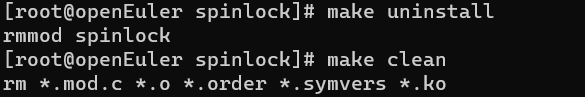 [root@openEuler spinlock]# make uninstall
rmmod spinlock
[root@openEuler spinlock]# make clean
rm *.mod.c *.o *.order *.symvers *.ko